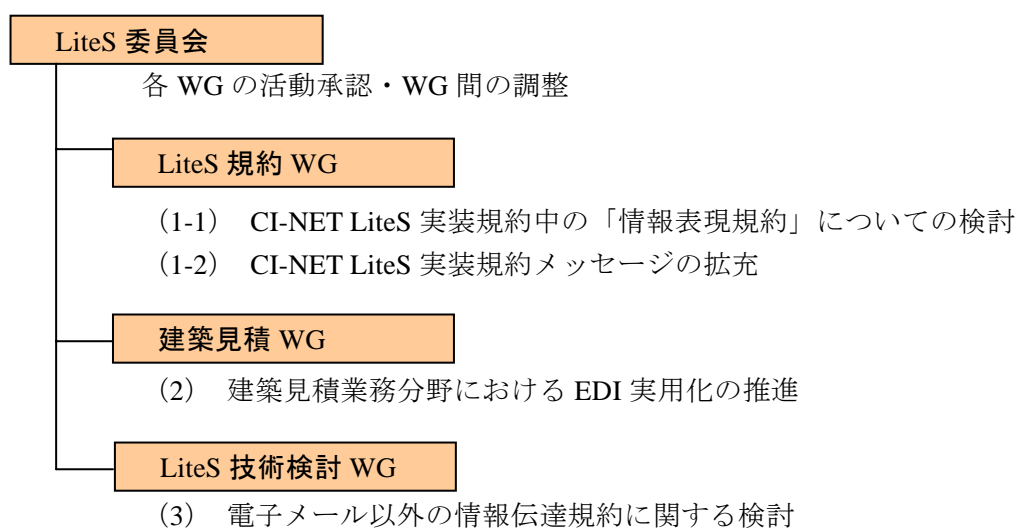 LiteS 委員会
各 WG の活動承認・WG 間の調整
LiteS 規約 WG
（1-1） CI-NET LiteS 実装規約中の「情報表現規約」についての検討
（1-2） CI-NET LiteS 実装規約メッセージの拡充
建築見積 WG
（2） 建築見積業務分野における EDI 実用化の推進
LiteS 技術検討 WG
（3） 電子メール以外の情報伝達規約に関する検討